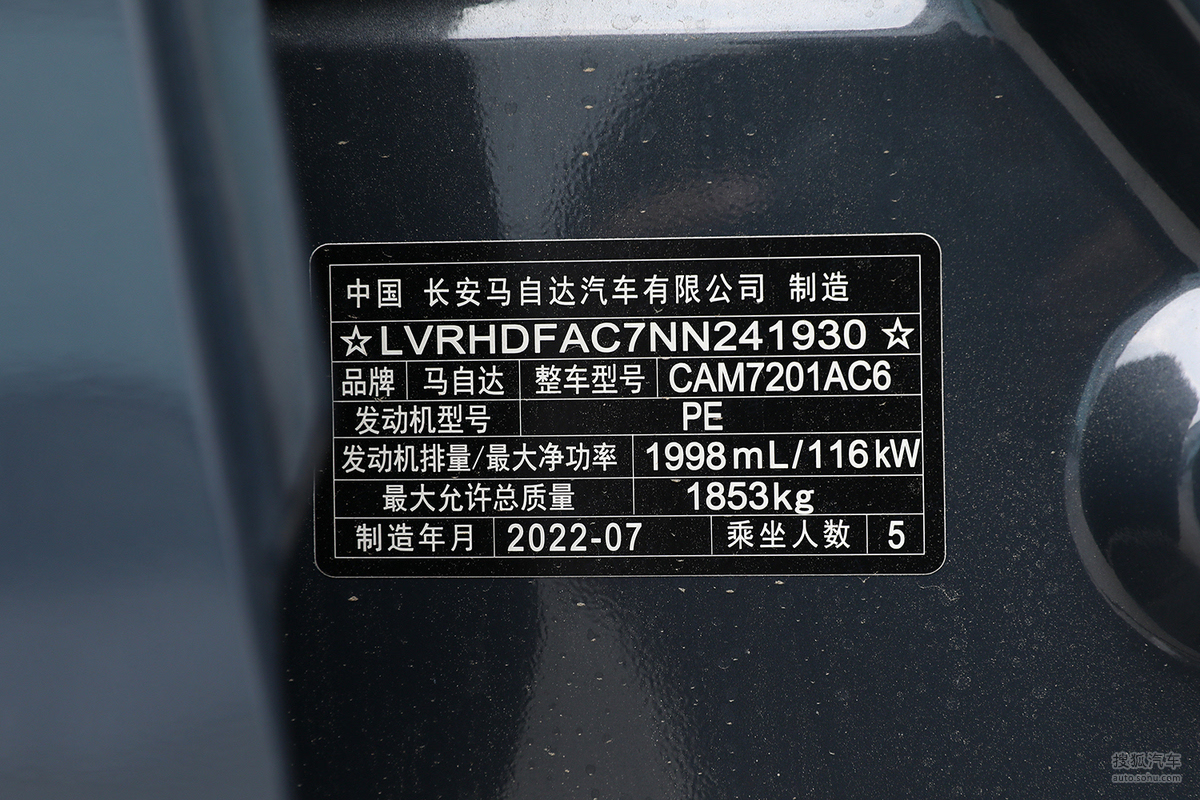 中国 长安马自达汽车有限公司 制造
☆LVRHDFAC7NN241930☆
品牌 马自达 整车型号 CAM7201AC6
发动机型号 PE
发动机排量/最大净功率 1998mL/116kW
最大允许总质量 1853kg
制造年月 2022-07 乘坐人数 5
搜狐汽车
auto.sohu.com